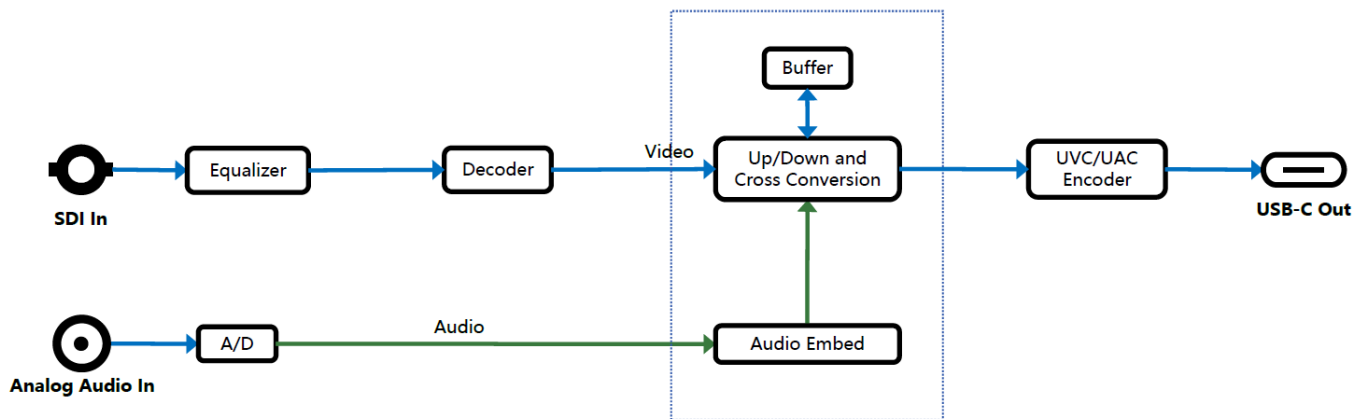 Buffer
Video
Equalizer
Decoder
Up/Down and
Cross Conversion
UVC/UAC
Encoder
SDI In
USB-C Out
Audio
A/D
Audio Embed
Analog Audio In